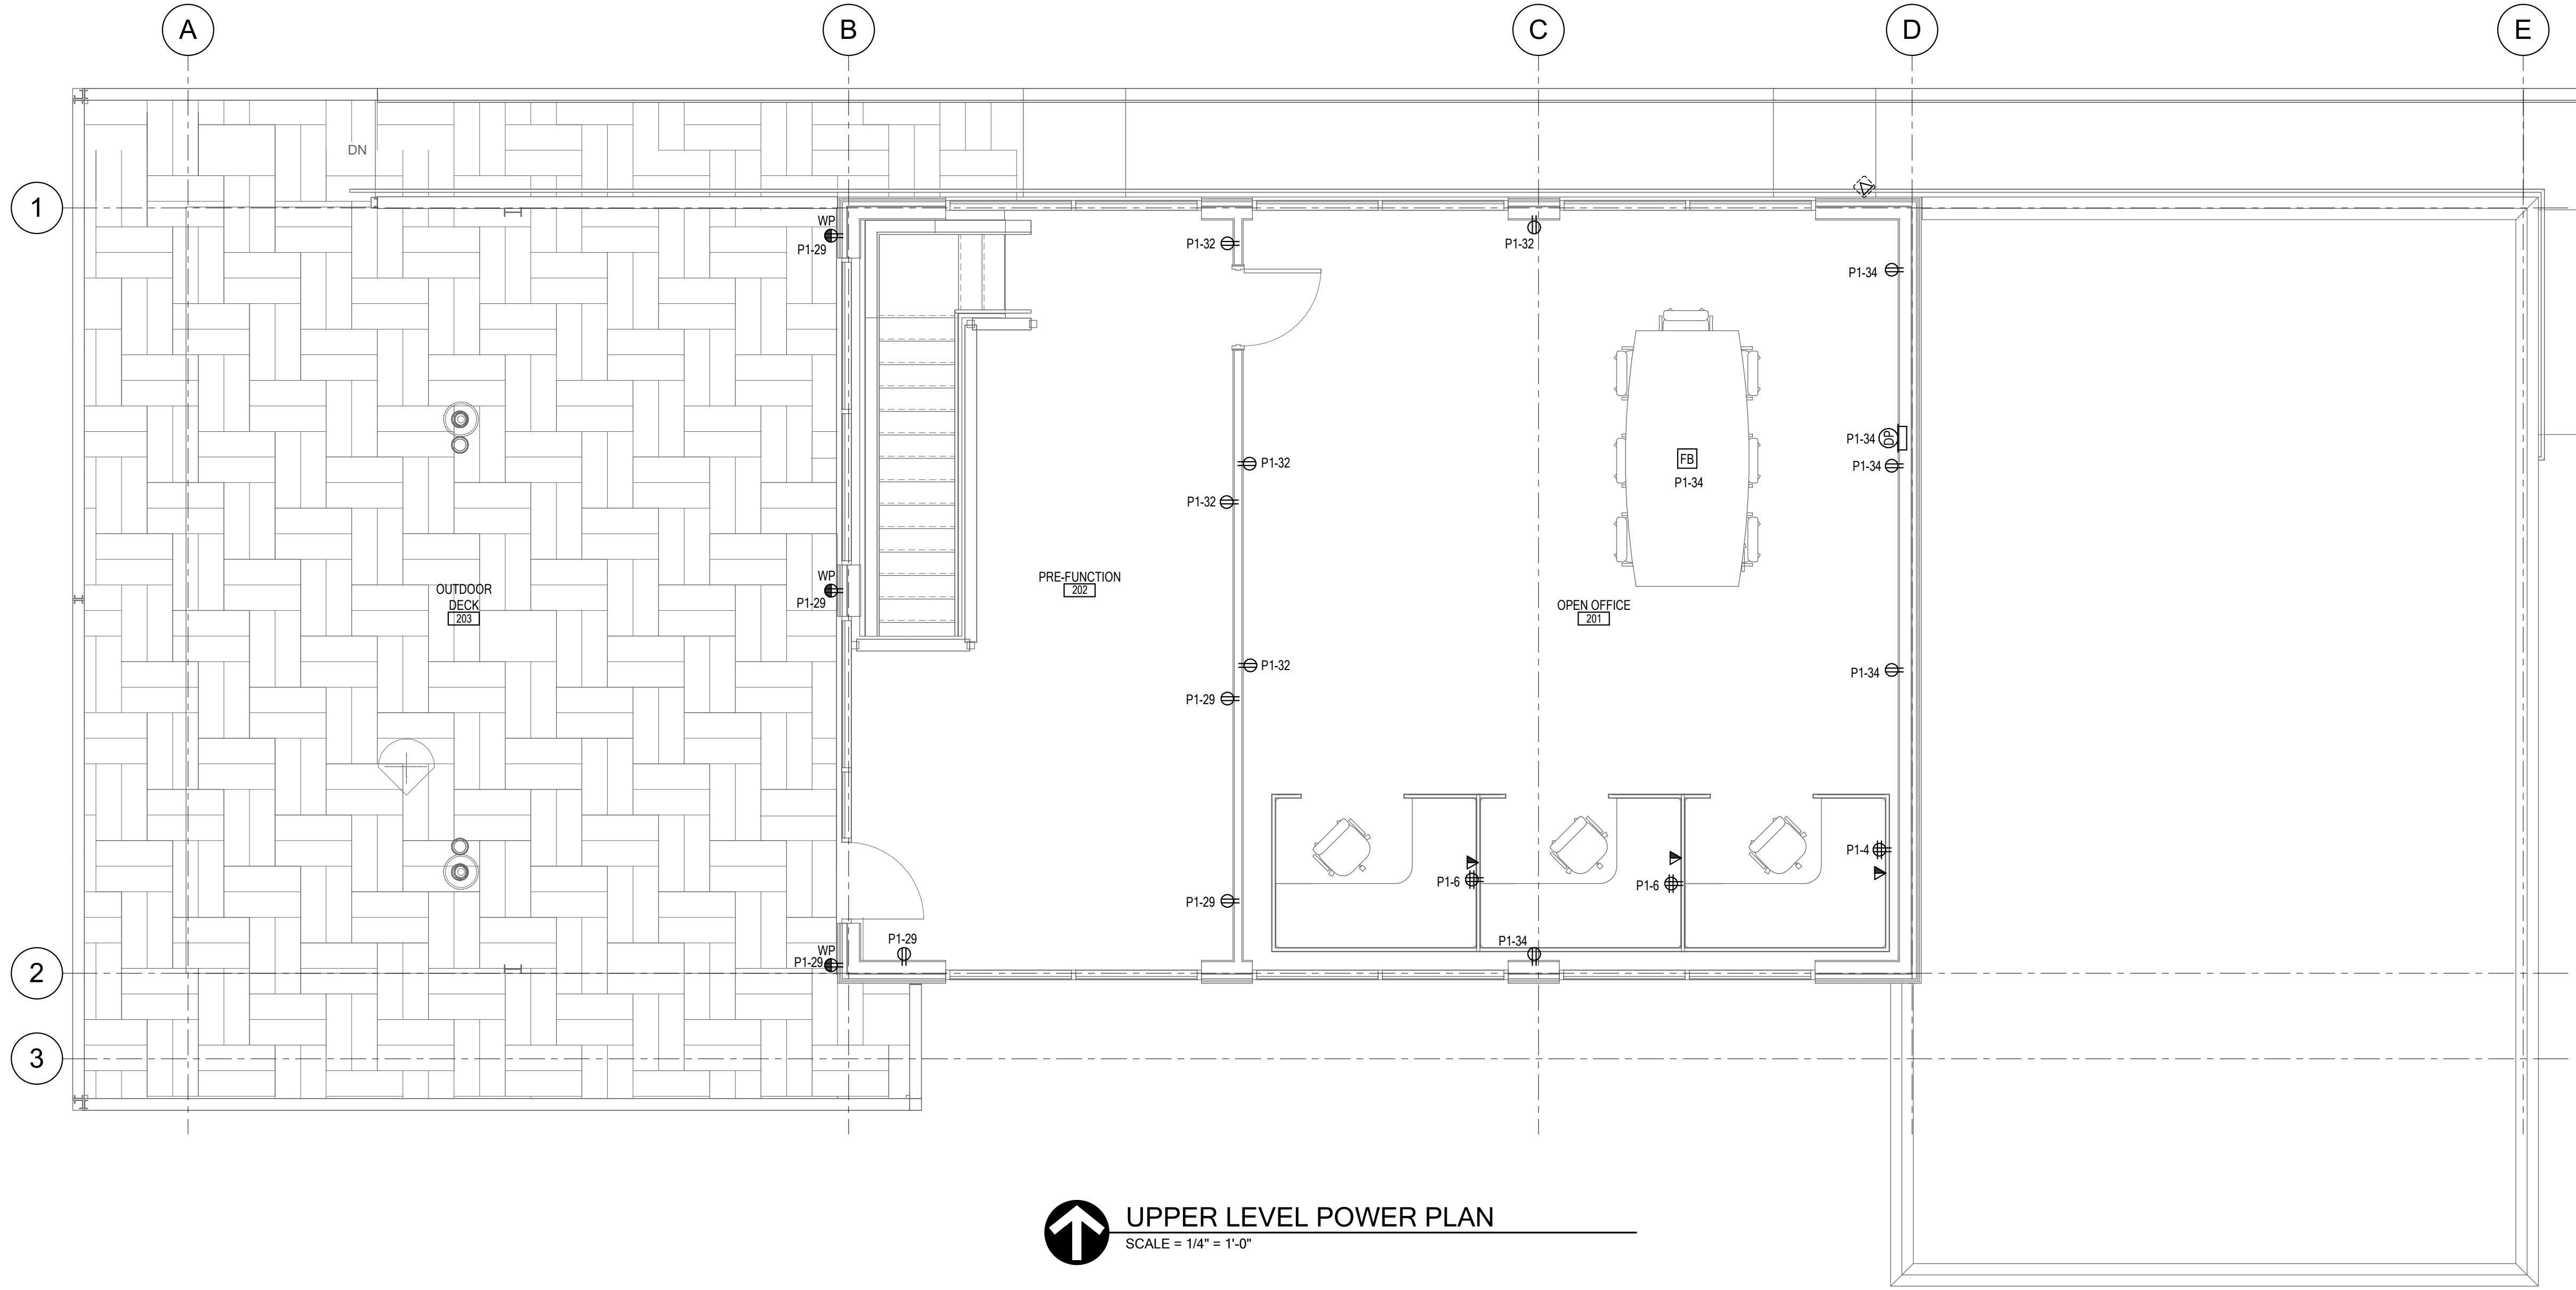 A
B
C
D
E
DN
1
WP
P1-29
P1-32
P1-32
P1-34
P1-34
DP
P1-34
FB
P1-34
P1-32
P1-32
WP
P1-29
OUTDOOR
DECK
203
PRE-FUNCTION
202
OPEN OFFICE
201
P1-32
P1-34
P1-29
P1-4
P1-6
P1-6
P1-29
P1-29
P1-34
WP
P1-29
2
3
UPPER LEVEL POWER PLAN
SCALE = 1/4" = 1'-0"